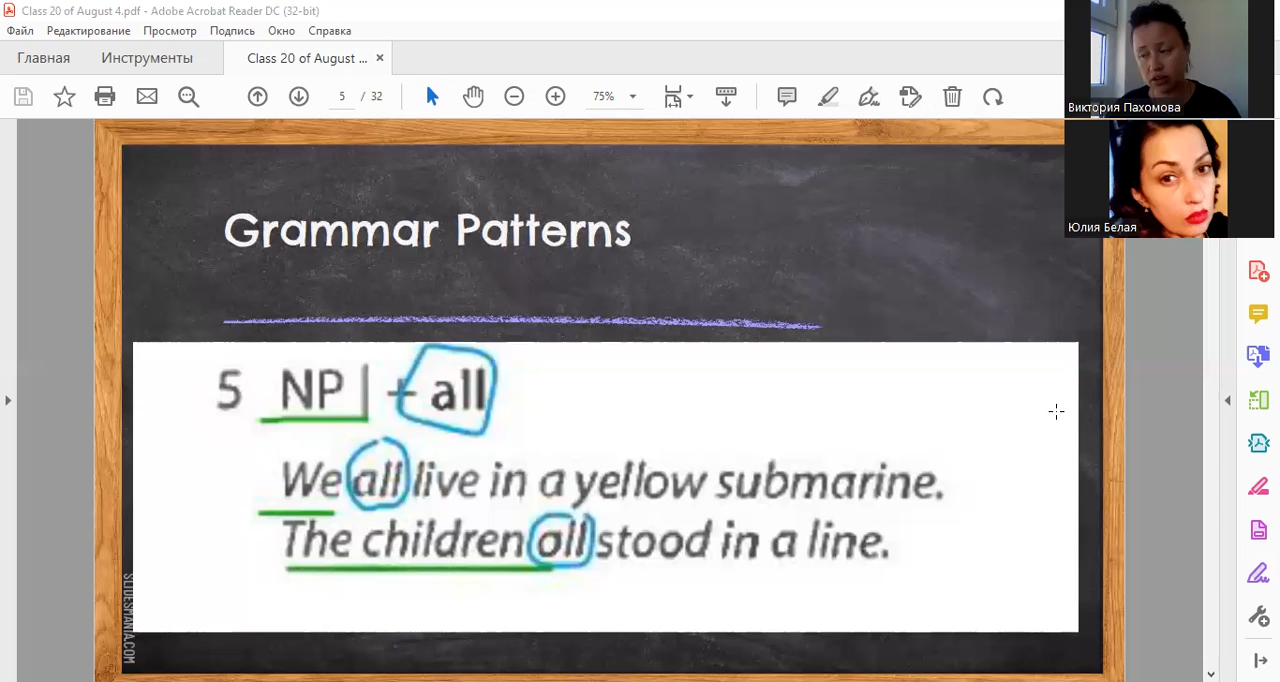 Class 20 of August 4.pdf - Adobe Acrobat Reader DC (32-bit)
Файл Редактирование Просмотр Подпись Окно Справка
Главная Инструменты Class 20 of August ... ×
5 / 32 75%
Виктория Пахомова
Юлия Белая
Grammar Patterns
5 NP | + all
We all live in a yellow submarine.
The children all stood in a line.
SLIDESMANIA.COM